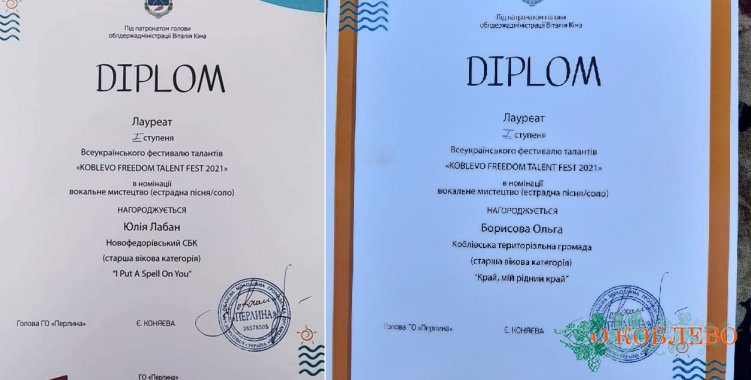 Під патронатом голови
облдержадміністрації Віталія Кіма
DIPLOM
Лауреат
I ступеня
Всеукраїнського фестивалю талантів
«KOBLEVO FREEDOM TALENT FEST 2021»
в номінації
вокальне мистецтво (естрадна пісня/соло)
НАГОРОДЖУЄТЬСЯ
Юлія Лабан
Новофедорівський СБК
(старша вікова категорія)
"I Put A Spell On You"
«ПЕРЛИНА»
36578505
Голова ГО «Перлина» Є. КОНЯЄВА
ГО «Перлина»
Під патронатом голови
облдержадміністрації Віталія Кіма
DIPLOM
Лауреат
I ступеня
Всеукраїнського фестивалю талантів
«KOBLEVO FREEDOM TALENT FEST 2021»
в номінації
вокальне мистецтво (естрадна пісня/соло)
НАГОРОДЖУЄТЬСЯ
Борисова Ольга
Коблівська територіальна громада
(старша вікова категорія)
"Край, мій рідний край"
Голова ГО «Перлина» Є. КОНЯЄВА
О КОБЛЕВО
ГО «Перлина»